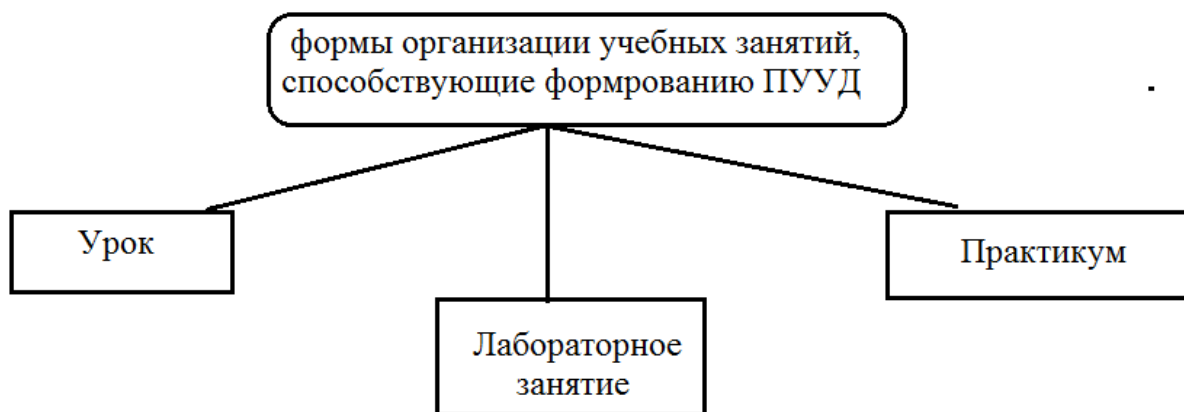 формы организации учебных занятий,
способствующие формрованию ПУУД
Урок
Практикум
Лабораторное
занятие